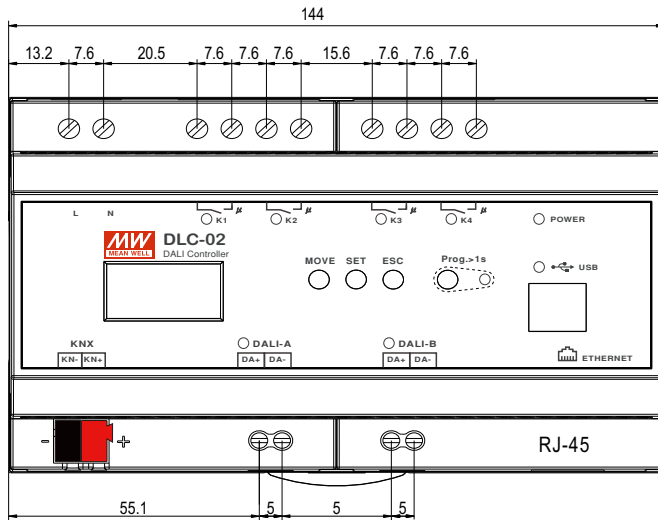 144
13.2 7.6 20.5 7.6 7.6 7.6 15.6 7.6 7.6 7.6
L N K1 μ K2 μ K3 μ K4 μ POWER
MW DLC-02
MEAN WELL DALI Controller
MOVE SET ESC Prog.>1s USB
KNX DALI-A DALI-B
KN- KN+ DA+ DA- DA+ DA- ETHERNET
- + RJ-45
55.1 5 5 5